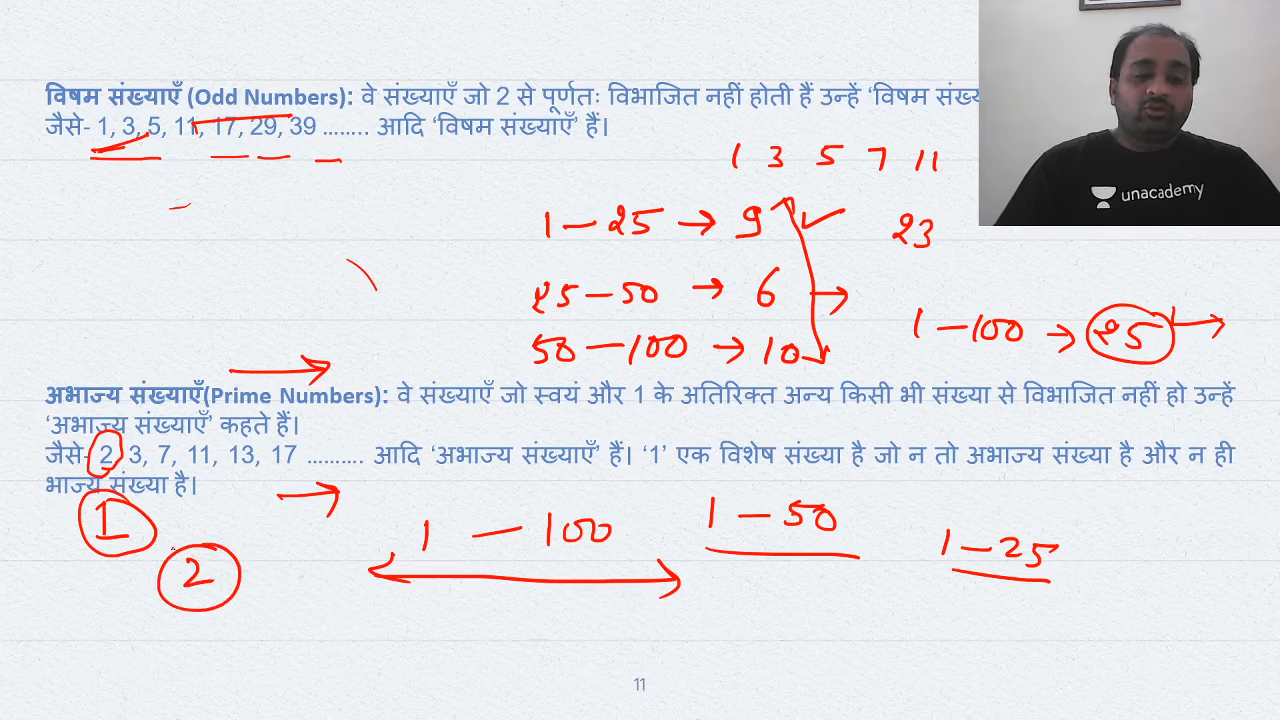 विषम संख्याएँ (Odd Numbers): वे संख्याएँ जो 2 से पूर्णतः विभाजित नहीं होती हैं उन्हें ‘विषम संख्य
जैसे- 1, 3, 5, 11, 17, 29, 39 ........ आदि ‘विषम संख्याएँ’ हैं।
unacademy
1 3 5 7 11
1 – 25 → 9
23
25 – 50 → 6
1 – 100 → 25 →
50 – 100 → 10
अभाज्य संख्याएँ(Prime Numbers): वे संख्याएँ जो स्वयं और 1 के अतिरिक्त अन्य किसी भी संख्या से विभाजित नहीं हो उन्हें
‘अभाज्य संख्याएँ’ कहते हैं।
जैसे- 2, 3, 7, 11, 13, 17 .......... आदि ‘अभाज्य संख्याएँ’ हैं। ‘1’ एक विशेष संख्या है जो न तो अभाज्य संख्या है और न ही
भाज्य संख्या है।
1
1 – 100
1 – 50
1 – 25
2
11